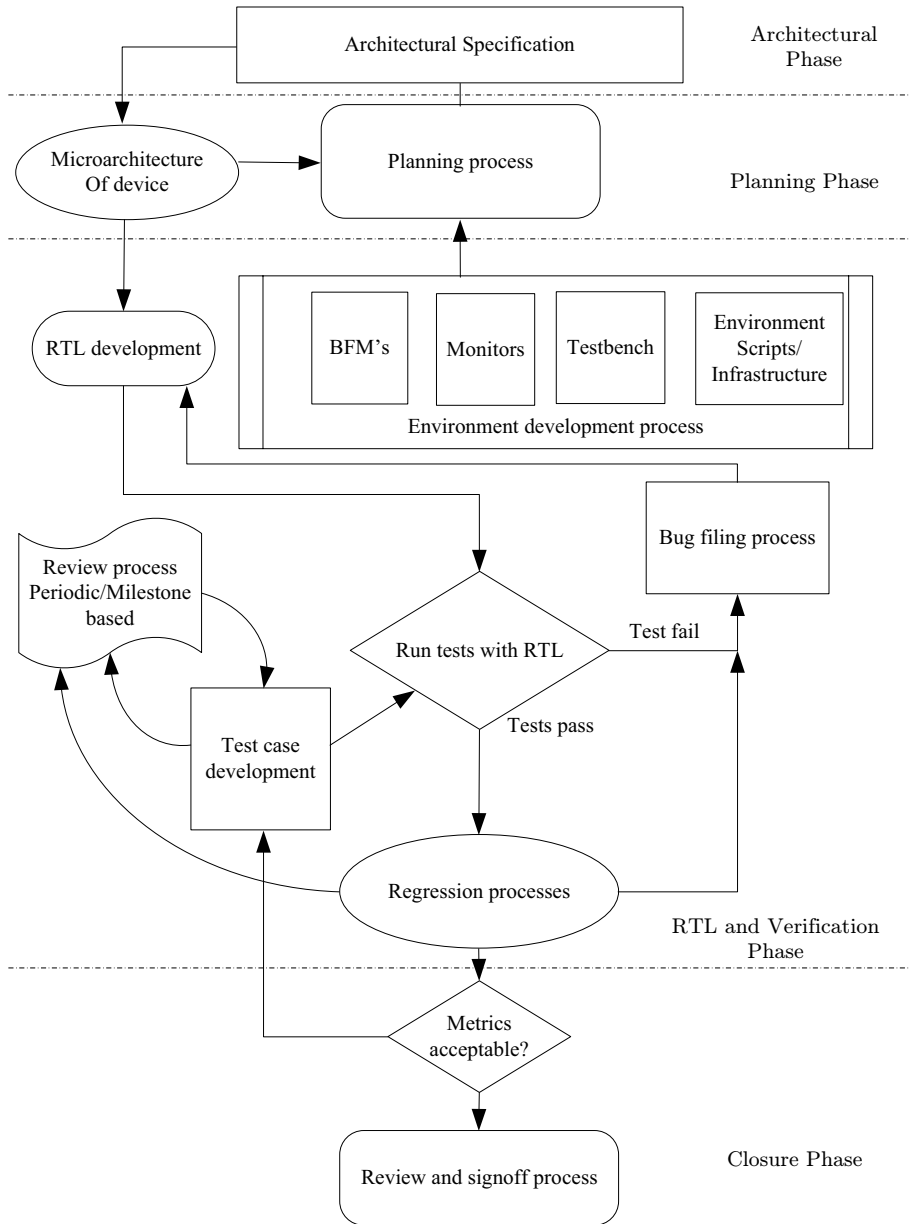 Architectural Specification
Architectural
Phase
Microarchitecture
Of device
Planning process
Planning Phase
RTL development
BFM's
Monitors
Testbench
Environment
Scripts/
Infrastructure
Environment development process
Bug filing process
Review process
Periodic/Milestone
based
Run tests with RTL
Test fail
Tests pass
Test case
development
Regression processes
RTL and Verification
Phase
Metrics
acceptable?
Review and signoff process
Closure Phase